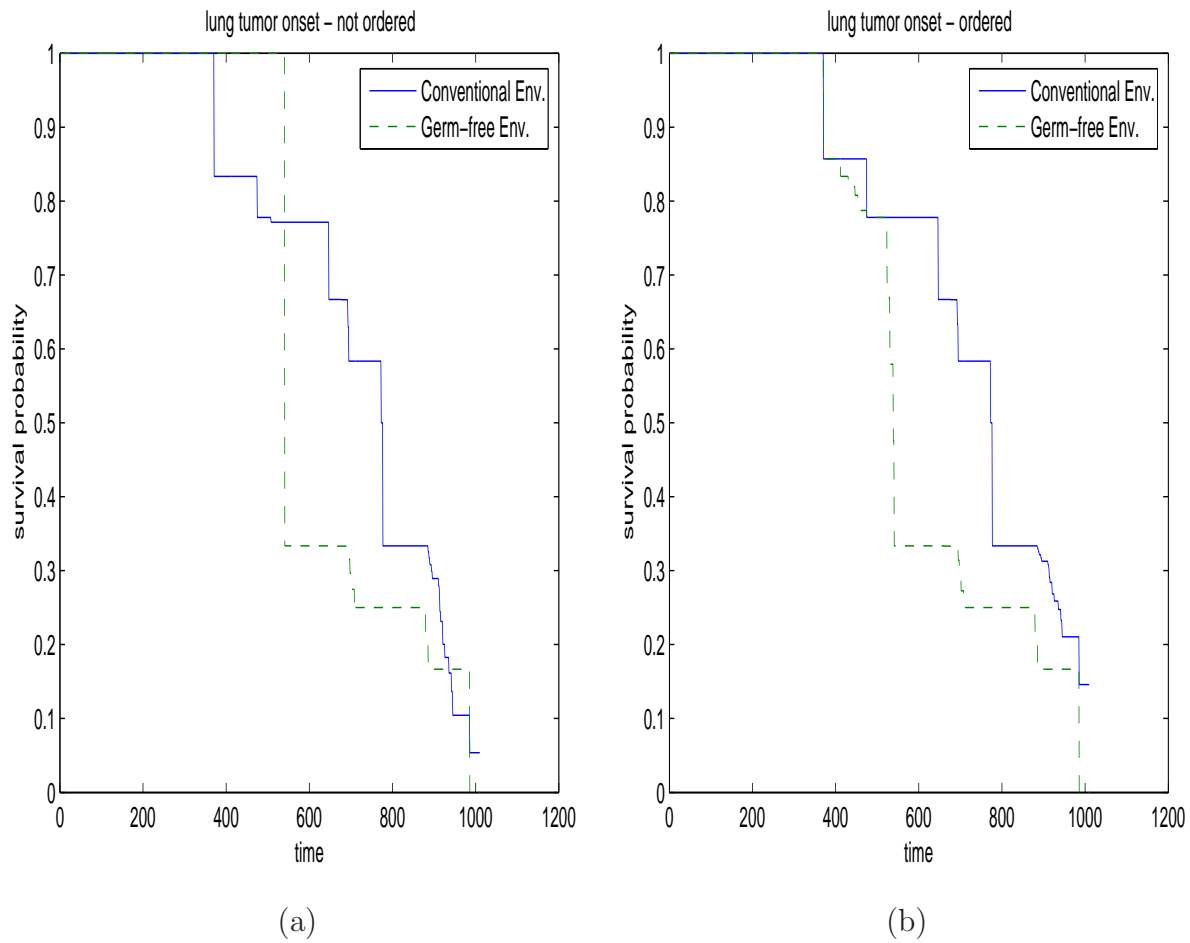 lung tumor onset – not ordered
1
0.9
0.8
0.7
0.6
0.5
0.4
0.3
0.2
0.1
0
survival probability
Conventional Env.
Germ–free Env.
0 200 400 600 800 1000 1200
time
(a)
lung tumor onset – ordered
1
0.9
0.8
0.7
0.6
0.5
0.4
0.3
0.2
0.1
0
survival probability
Conventional Env.
Germ–free Env.
0 200 400 600 800 1000 1200
time
(b)